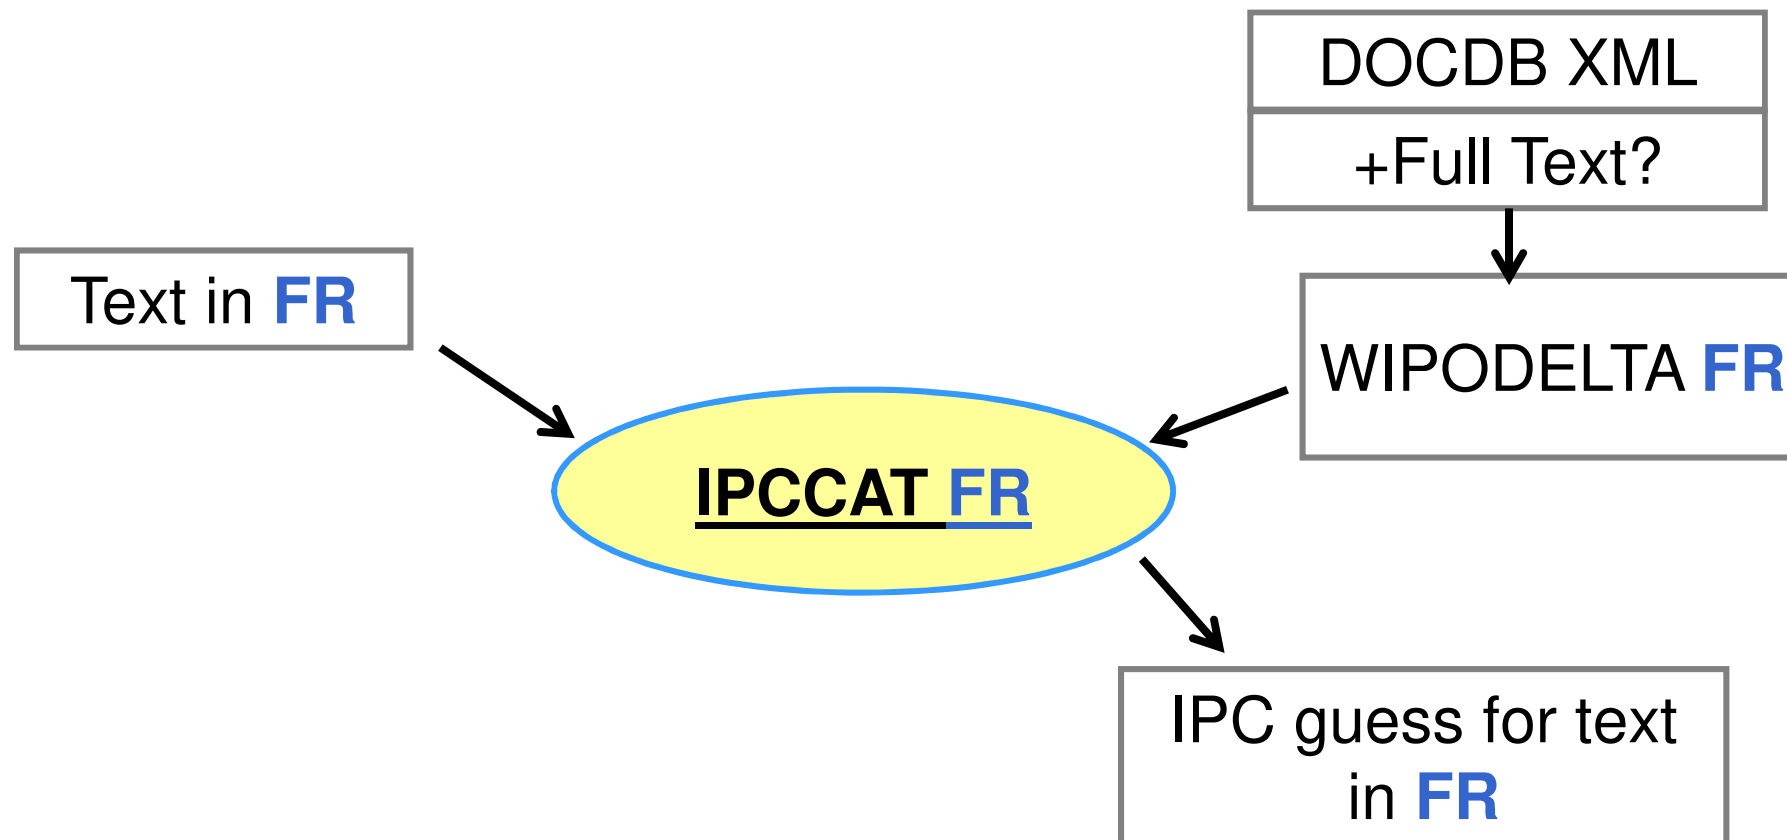 DOCDB XML
+Full Text?
Text in FR
WIPODELTA FR
IPCCAT FR
IPC guess for text
in FR